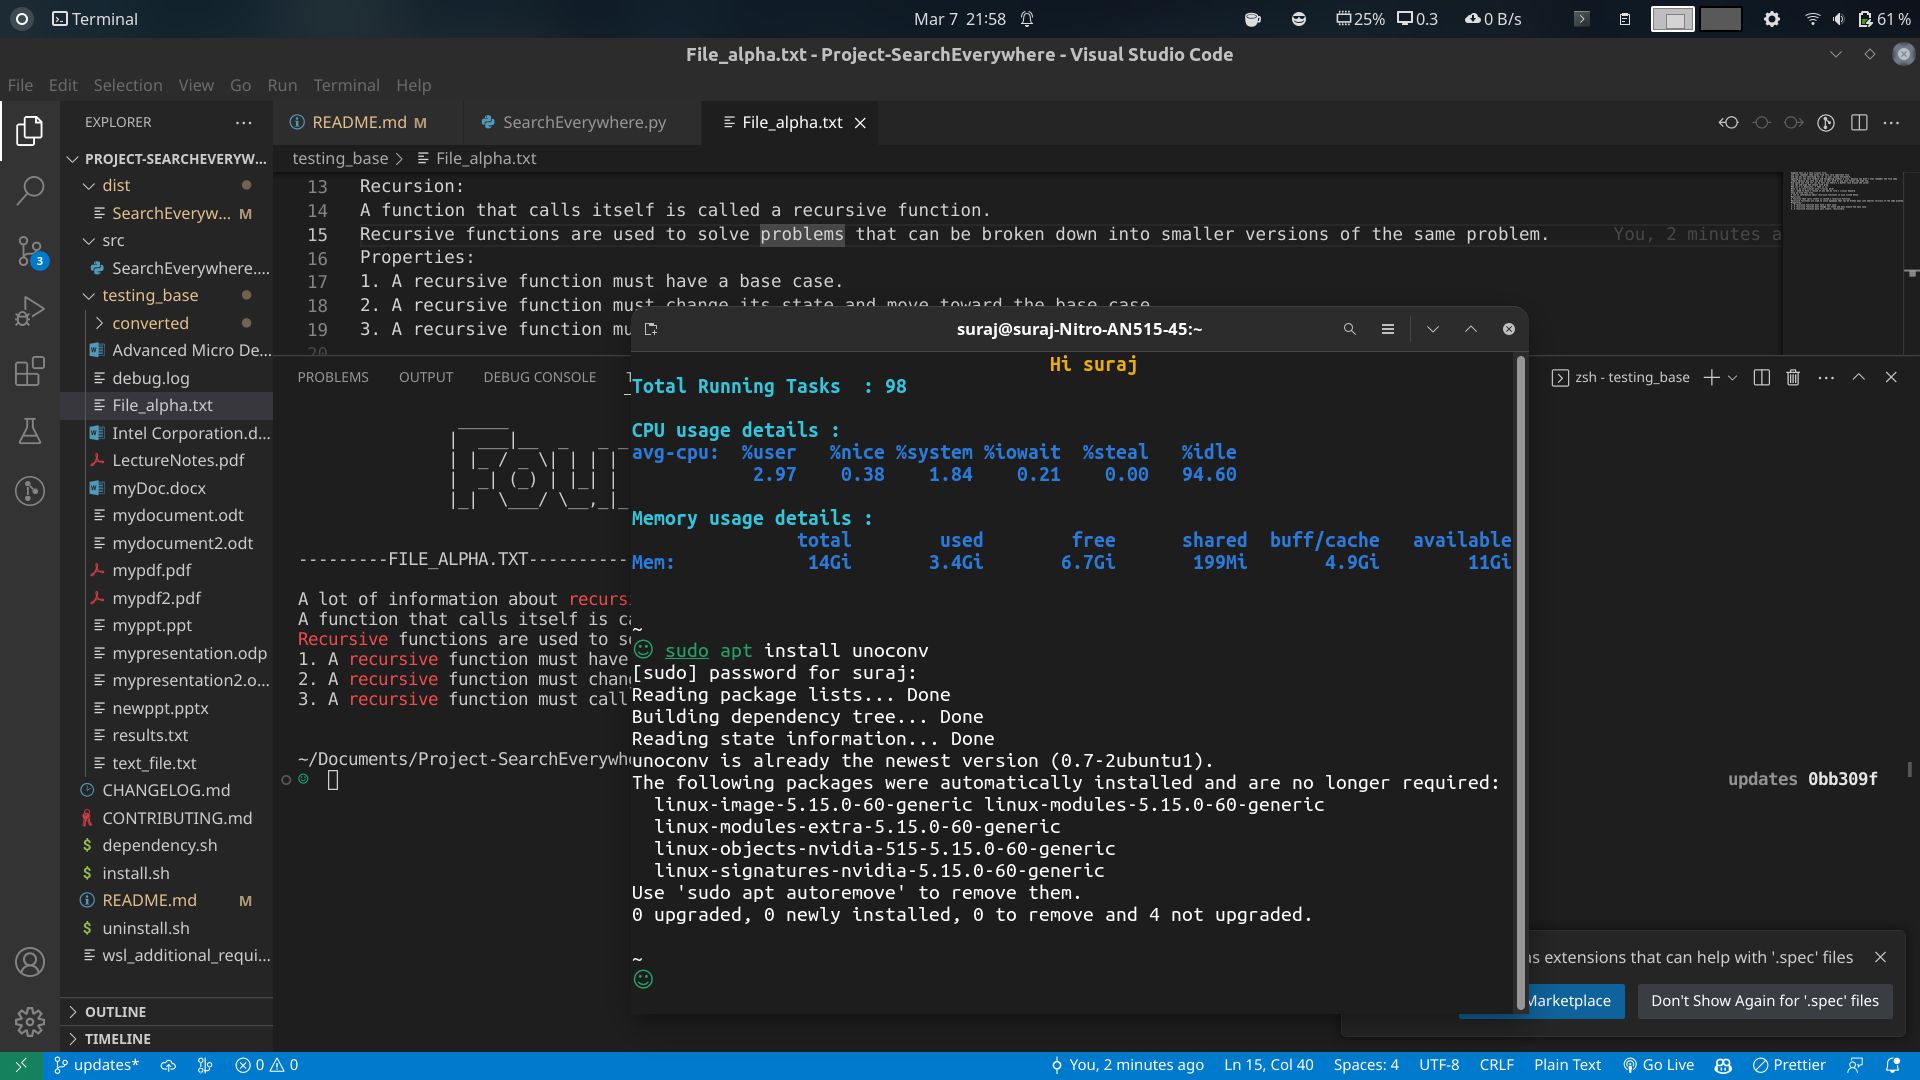 Terminal
Mar 7 21:58
25% 0.3 0 B/s
61 %
File_alpha.txt - Project-SearchEverywhere - Visual Studio Code
File Edit Selection View Go Run Terminal Help
EXPLORER
PROJECT-SEARCHEVERYW...
dist
SearchEveryw... M
src
SearchEverywhere....
testing_base
converted
Advanced Micro De...
debug.log
File_alpha.txt
Intel Corporation.d...
LectureNotes.pdf
myDoc.docx
mydocument.odt
mydocument2.odt
mypdf.pdf
mypdf2.pdf
myppt.ppt
mypresentation.odp
mypresentation2.o...
newppt.pptx
results.txt
text_file.txt
CHANGELOG.md
CONTRIBUTING.md
dependency.sh
install.sh
README.md M
uninstall.sh
wsl_additional_requi...
OUTLINE
TIMELINE
3
README.md M
SearchEverywhere.py
File_alpha.txt
testing_base > File_alpha.txt
13 Recursion:
14 A function that calls itself is called a recursive function.
15 Recursive functions are used to solve problems that can be broken down into smaller versions of the same problem. You, 2 minutes a
16 Properties:
17 1. A recursive function must have a base case.
18 2. A recursive function must change its state and move toward the base case
19 3. A recursive function mu
20
PROBLEMS OUTPUT DEBUG CONSOLE
zsh - testing_base
---------FILE_ALPHA.TXT----------
A lot of information about recurs
A function that calls itself is c
Recursive functions are used to s
1. A recursive function must have
2. A recursive function must chan
3. A recursive function must call
~/Documents/Project-SearchEverywh
updates 0bb309f
suraj@suraj-Nitro-AN515-45:~
Hi suraj
Total Running Tasks : 98
CPU usage details :
avg-cpu: %user %nice %system %iowait %steal %idle
2.97 0.38 1.84 0.21 0.00 94.60
Memory usage details :
total used free shared buff/cache available
Mem: 14Gi 3.4Gi 6.7Gi 199Mi 4.9Gi 11Gi
~
sudo apt install unoconv
[sudo] password for suraj:
Reading package lists... Done
Building dependency tree... Done
Reading state information... Done
unoconv is already the newest version (0.7-2ubuntu1).
The following packages were automatically installed and are no longer required:
linux-image-5.15.0-60-generic linux-modules-5.15.0-60-generic
linux-modules-extra-5.15.0-60-generic
linux-objects-nvidia-515-5.15.0-60-generic
linux-signatures-nvidia-5.15.0-60-generic
Use 'sudo apt autoremove' to remove them.
0 upgraded, 0 newly installed, 0 to remove and 4 not upgraded.
~
as extensions that can help with '.spec' files
Marketplace
Don't Show Again for '.spec' files
updates* 0 0
You, 2 minutes ago Ln 15, Col 40 Spaces: 4 UTF-8 CRLF Plain Text Go Live Prettier